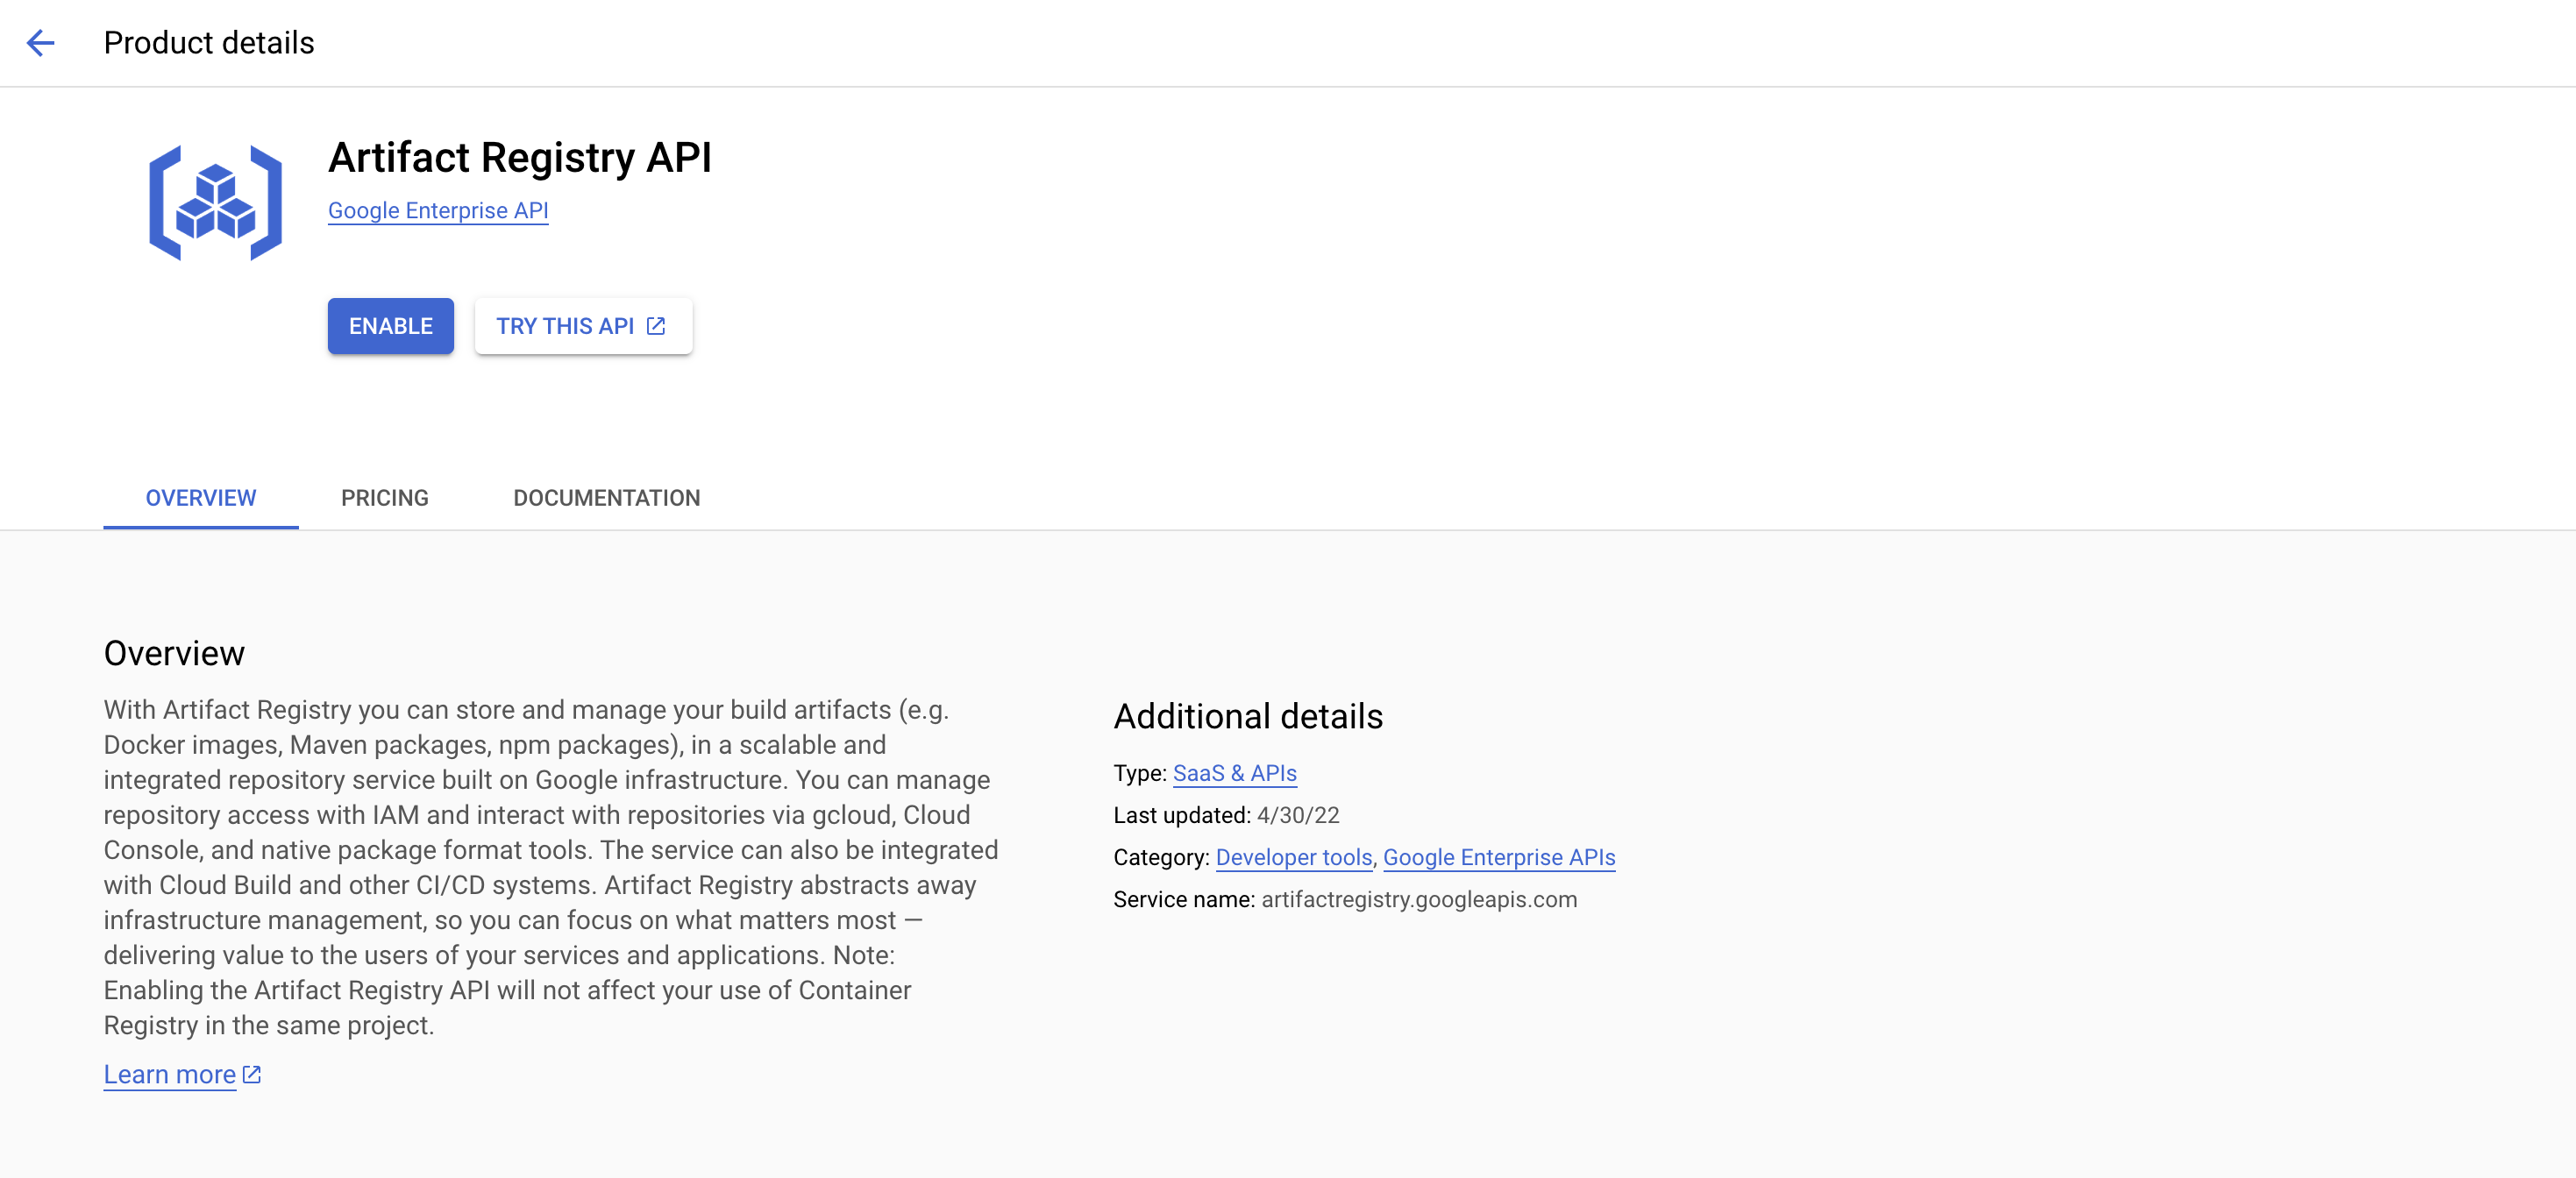 Product details
Artifact Registry API
Google Enterprise API
ENABLE
TRY THIS API
OVERVIEW
PRICING
DOCUMENTATION
Overview
With Artifact Registry you can store and manage your build artifacts (e.g.
Docker images, Maven packages, npm packages), in a scalable and
integrated repository service built on Google infrastructure. You can manage
repository access with IAM and interact with repositories via gcloud, Cloud
Console, and native package format tools. The service can also be integrated
with Cloud Build and other CI/CD systems. Artifact Registry abstracts away
infrastructure management, so you can focus on what matters most —
delivering value to the users of your services and applications. Note:
Enabling the Artifact Registry API will not affect your use of Container
Registry in the same project.
Learn more
Additional details
Type: SaaS & APIs
Last updated: 4/30/22
Category: Developer tools, Google Enterprise APIs
Service name: artifactregistry.googleapis.com